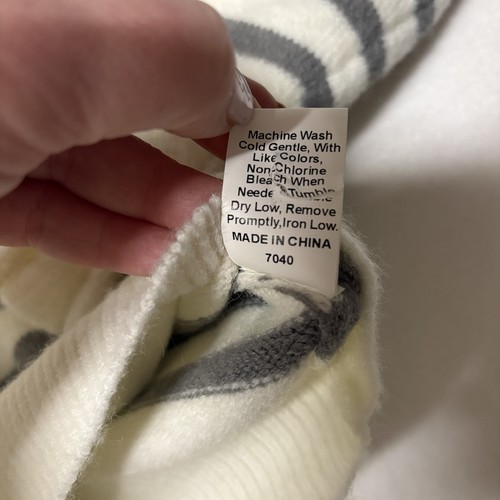 Machine Wash
Cold Gentle, With
Like Colors,
Non-Chlorine
Bleach When
Needed Tumble
Dry Low, Remove
Promptly,Iron Low.
MADE IN CHINA
7040